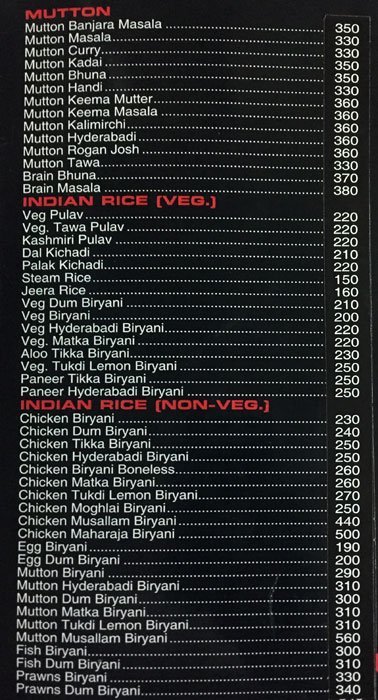 MUTTON
Mutton Banjara Masala 350
Mutton Masala 330
Mutton Curry 330
Mutton Kadai 350
Mutton Bhuna 350
Mutton Handi 330
Mutton Keema Mutter 360
Mutton Keema Masala 360
Mutton Kalimirchi 360
Mutton Hyderabadi 360
Mutton Rogan Josh 360
Mutton Tawa 330
Brain Bhuna 370
Brain Masala 380
INDIAN RICE (VEG.)
Veg Pulav 220
Veg. Tawa Pulav 220
Kashmiri Pulav 220
Dal Kichadi 210
Palak Kichadi 220
Steam Rice 150
Jeera Rice 160
Veg Dum Biryani 210
Veg Biryani 200
Veg Hyderabadi Biryani 220
Veg. Matka Biryani 220
Aloo Tikka Biryani 230
Veg. Tukdi Lemon Biryani 250
Paneer Tikka Biryani 250
Paneer Hyderabadi Biryani 250
INDIAN RICE (NON-VEG.)
Chicken Biryani 230
Chicken Dum Biryani 240
Chicken Tikka Biryani 250
Chicken Hyderabadi Biryani 250
Chicken Biryani Boneless 260
Chicken Matka Biryani 260
Chicken Tukdi Lemon Biryani 270
Chicken Moghlai Biryani 250
Chicken Musallam Biryani 440
Chicken Maharaja Biryani 500
Egg Biryani 190
Egg Dum Biryani 200
Mutton Biryani 290
Mutton Hyderabadi Biryani 310
Mutton Dum Biryani 300
Mutton Matka Biryani 310
Mutton Tukdi Lemon Biryani 310
Mutton Musallam Biryani 560
Fish Biryani 300
Fish Dum Biryani 310
Prawns Biryani 330
Prawns Dum Biryani